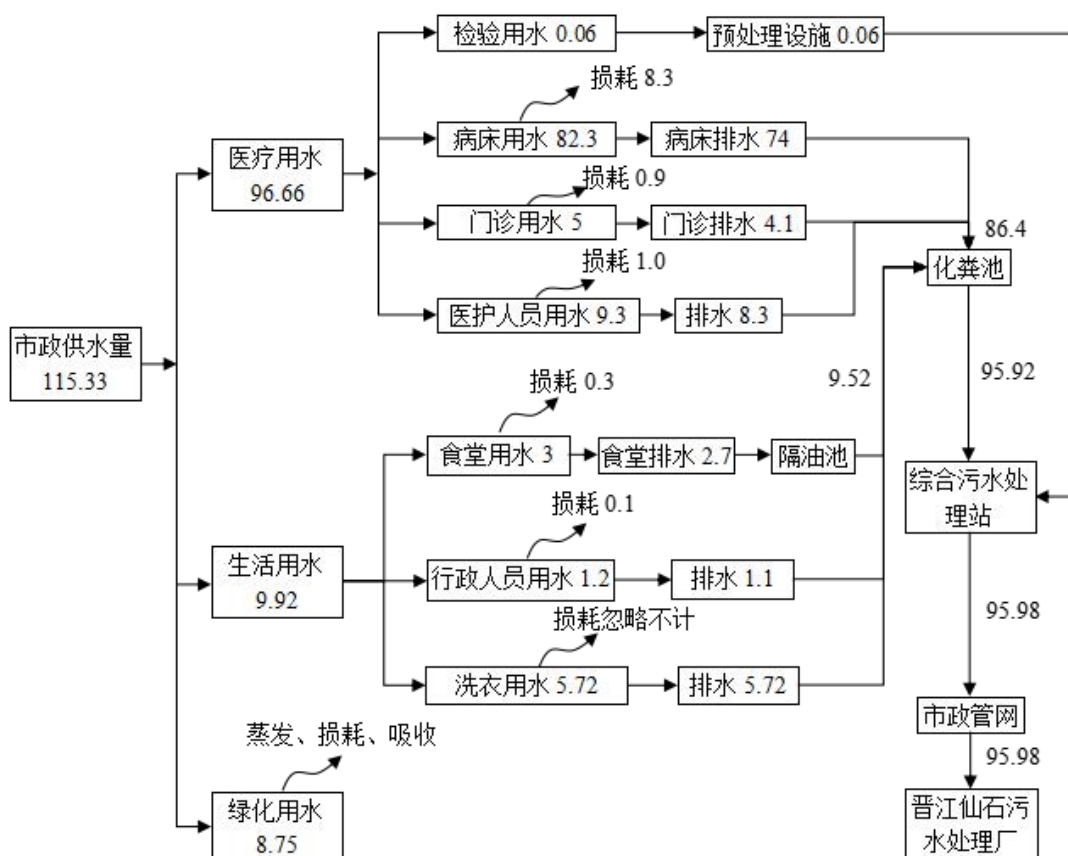 检验用水 0.06
预处理设施 0.06
损耗 8.3
病床用水 82.3
病床排水 74
医疗用水
96.66
损耗 0.9
门诊用水 5
门诊排水 4.1
86.4
化粪池
损耗 1.0
医护人员用水 9.3
排水 8.3
市政供水量
115.33
损耗 0.3
9.52
95.92
食堂用水 3
食堂排水 2.7
隔油池
综合污水处
理站
损耗 0.1
生活用水
9.92
行政人员用水 1.2
排水 1.1
损耗忽略不计
95.98
洗衣用水 5.72
排水 5.72
市政管网
蒸发、损耗、吸收
95.98
绿化用水
8.75
晋江仙石污
水处理厂